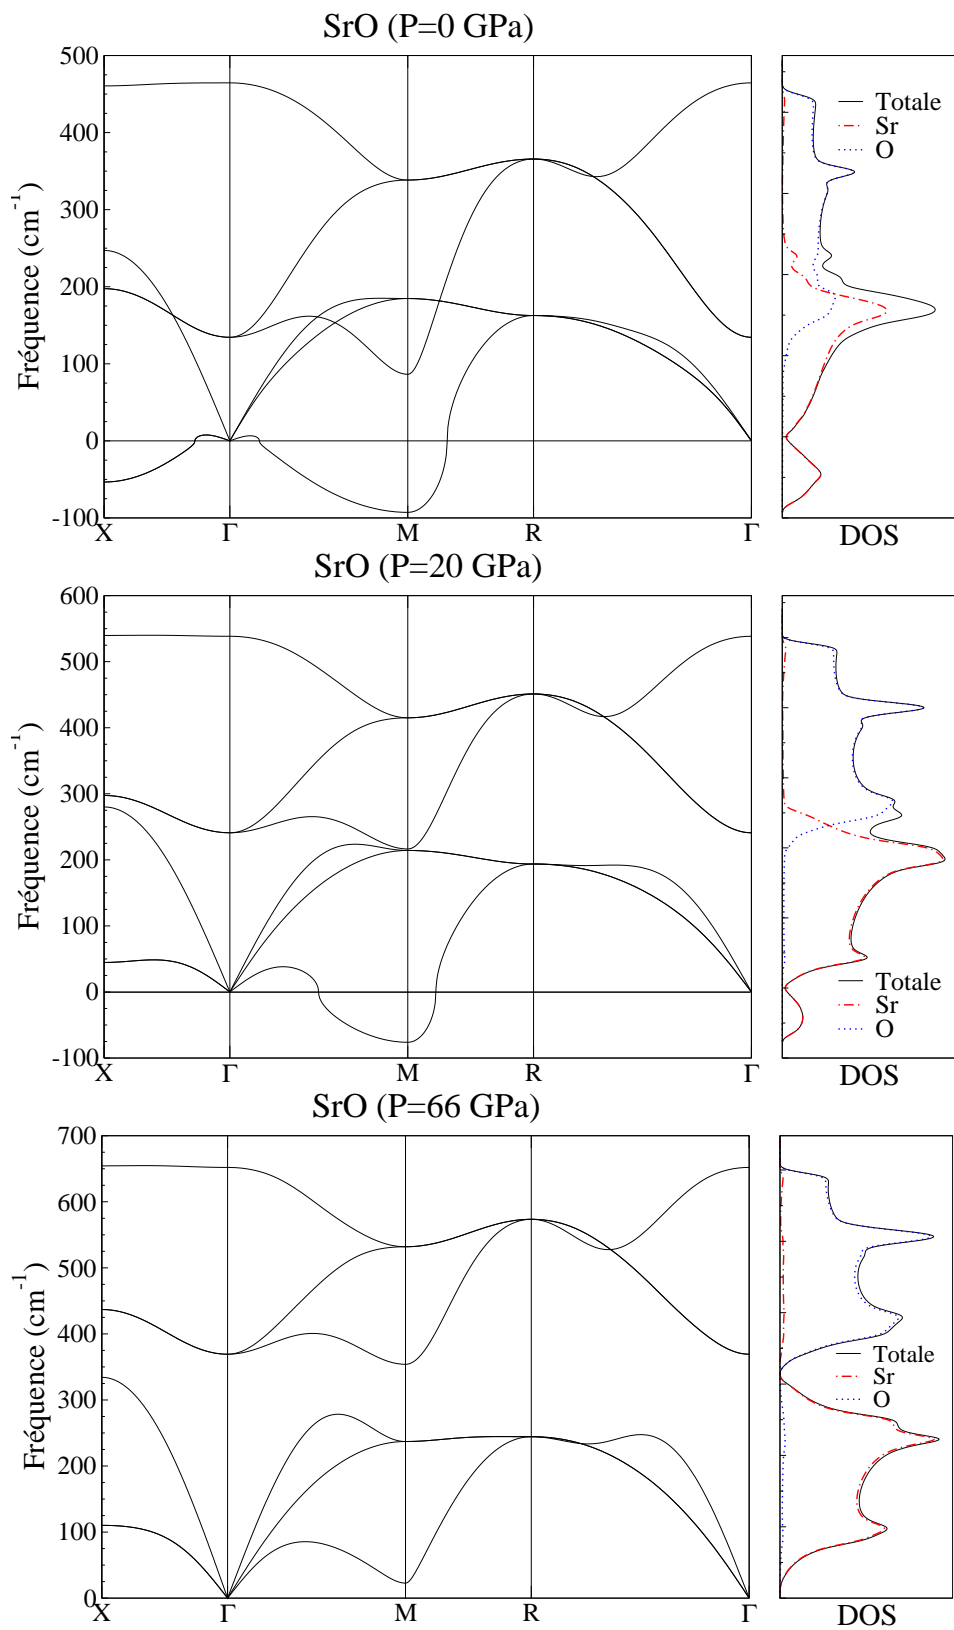 SrO (P=0 GPa)
Fréquence (cm⁻¹)
500
400
300
200
100
0
-100
X Γ M R Γ
Totale
Sr
O
DOS
SrO (P=20 GPa)
Fréquence (cm⁻¹)
600
500
400
300
200
100
0
-100
X Γ M R Γ
Totale
Sr
O
DOS
SrO (P=66 GPa)
Fréquence (cm⁻¹)
700
600
500
400
300
200
100
0
X Γ M R Γ
Totale
Sr
O
DOS